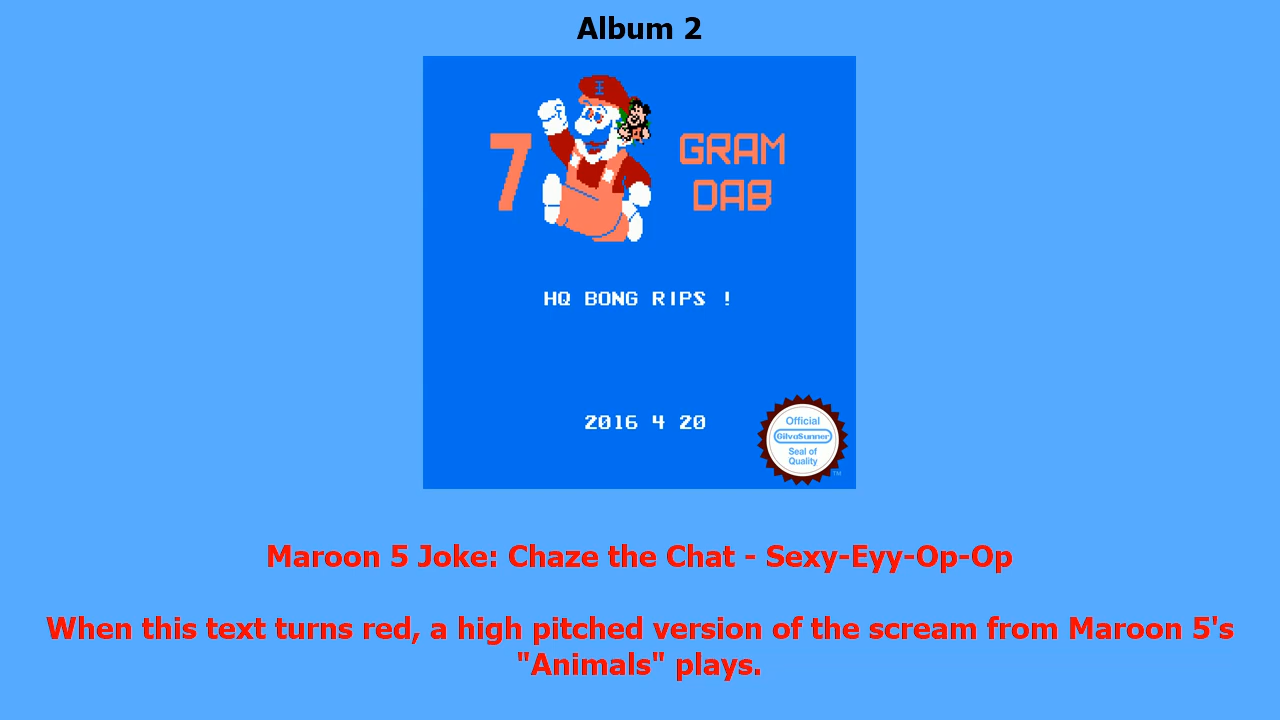 Album 2
7 GRAM
DAB
HQ BONG RIPS !
2016 4 20
Official
GilvaSunner
Seal of
Quality
TM
Maroon 5 Joke: Chaze the Chat - Sexy-Eyy-Op-Op
When this text turns red, a high pitched version of the scream from Maroon 5's
"Animals" plays.